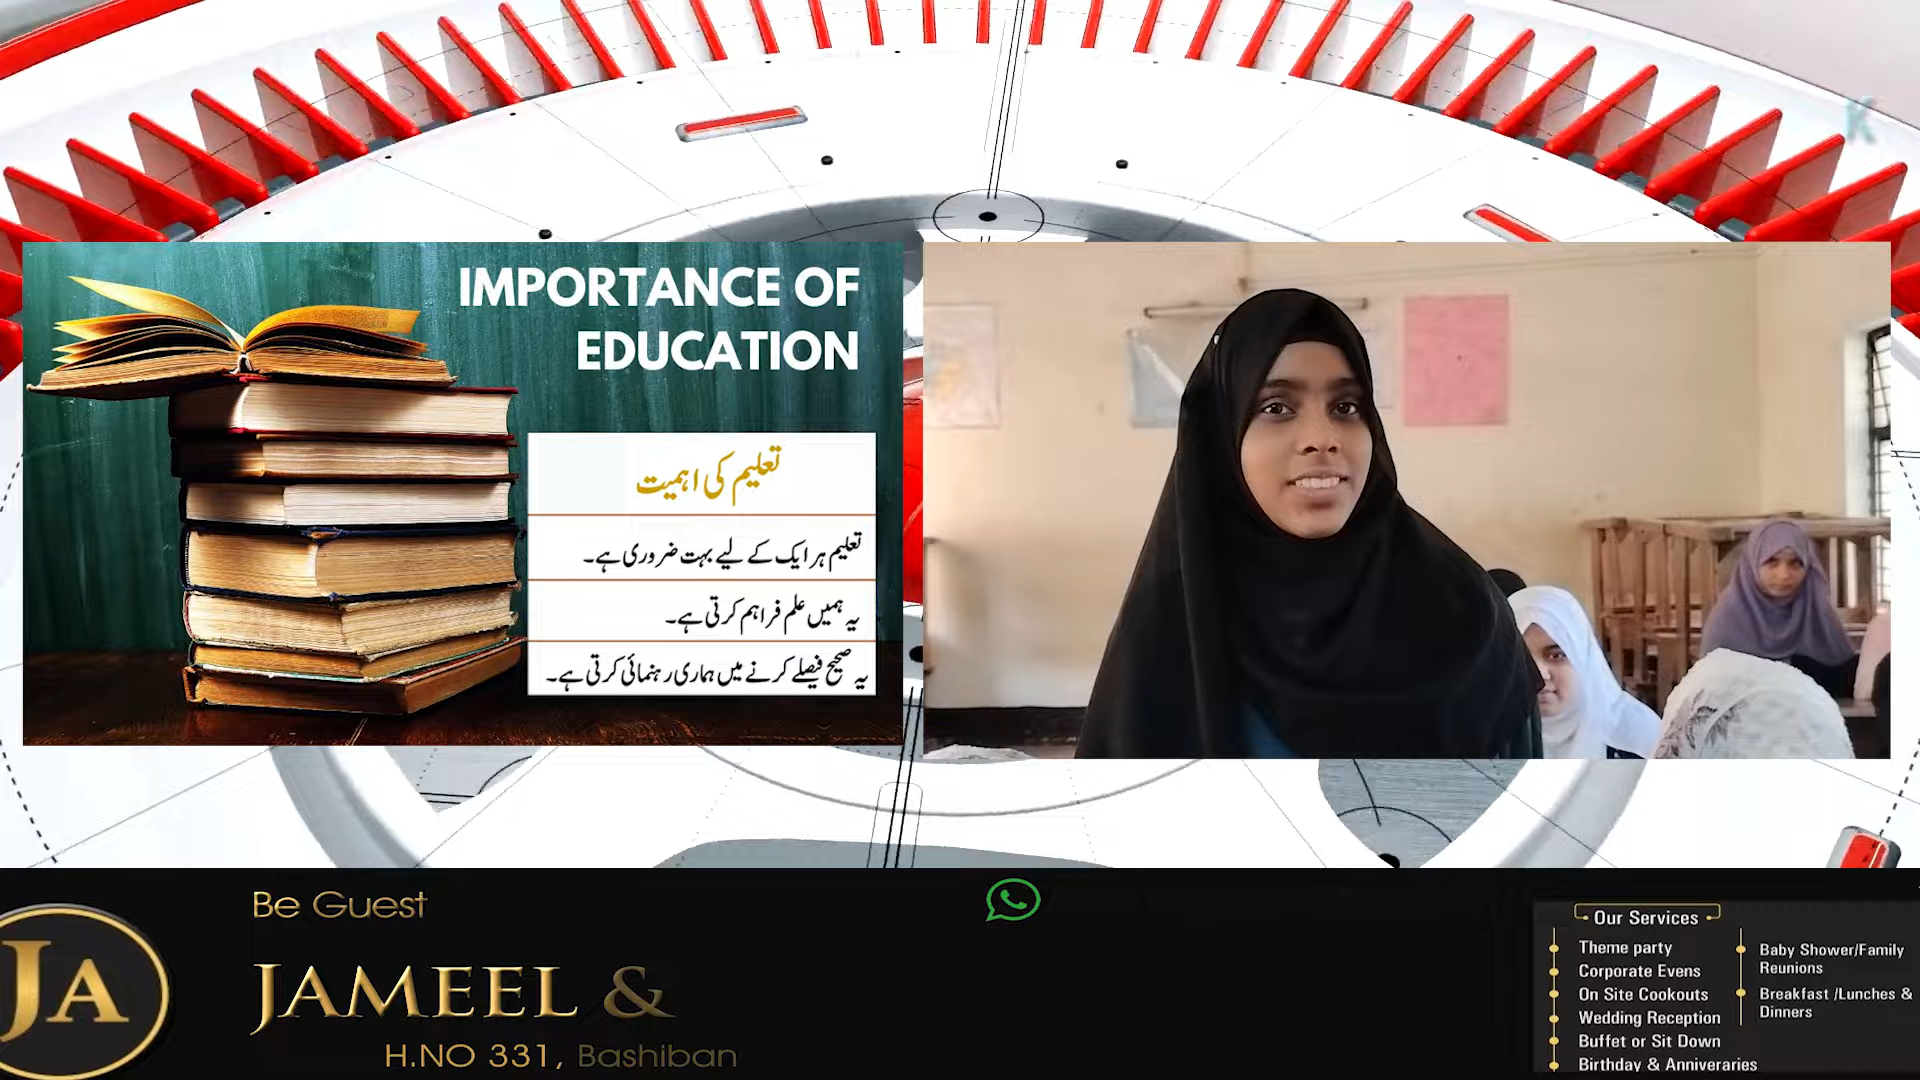 K
IMPORTANCE OF
EDUCATION
تعلیم کی اہمیت
تعلیم ہر ایک کے لیے بہت ضروری ہے۔
یہ ہمیں علم فراہم کرتی ہے۔
یہ صحیح فیصلے کرنے میں ہماری رہنمائی کرتی ہے۔
JA
Be Guest
JAMEEL &
H.NO 331, Bashiban
Our Services
Theme party
Corporate Evens
On Site Cookouts
Wedding Reception
Buffet or Sit Down
Birthday & Anniveraries
Baby Shower/Family
Reunions
Breakfast /Lunches &
Dinners